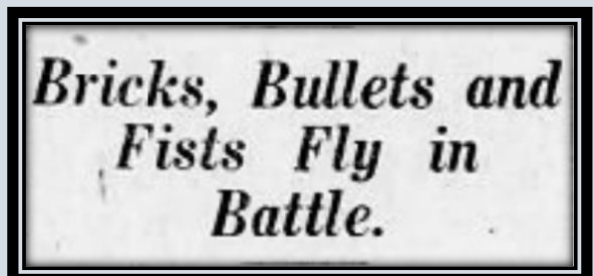 Bricks, Bullets and
Fists Fly in
Battle.